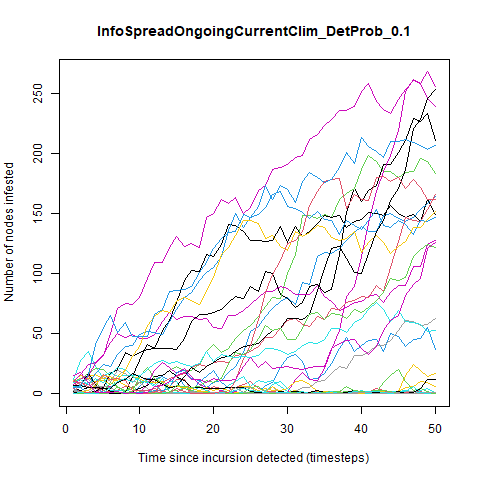 InfoSpreadOngoingCurrentClim_DetProb_0.1
Number of nodes infested
250
200
150
100
50
0
0 10 20 30 40 50
Time since incursion detected (timesteps)